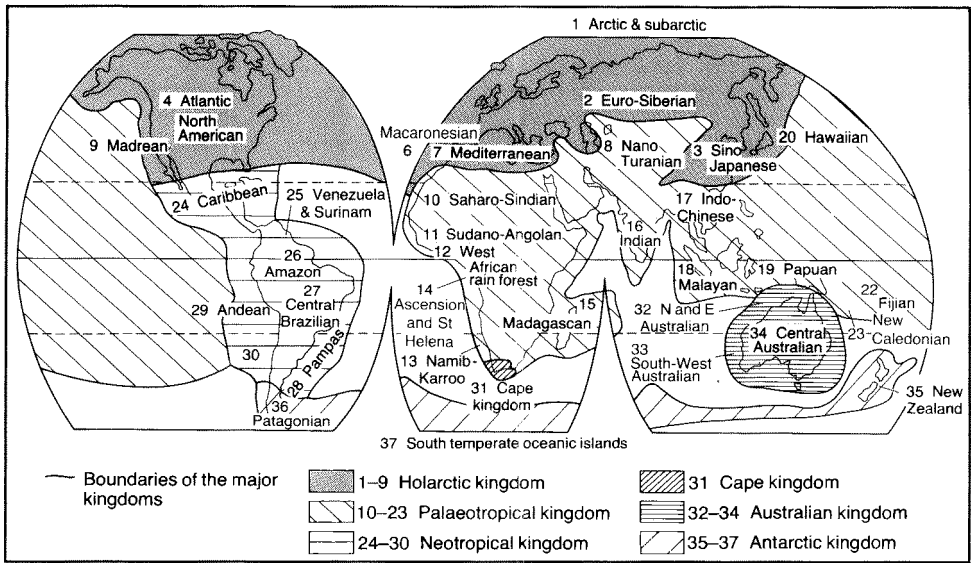 1 Arctic & subarctic
4 Atlantic
North
American
9 Madrean
2 Euro-Siberian
Macaronesian
6
7 Mediterranean
8 Nano
Turanian
3 Sino
Japanese
20 Hawaiian
24 Caribbean
25 Venezuela
& Surinam
10 Saharo-Sindian
17 Indo-
Chinese
11 Sudano-Angolan
16
Indian
12 West
African
rain forest
26
Amazon
18
Malayan
19 Papuan
27
Central
Brazilian
29 Andean
14
Ascension
and St
Helena
15
Madagascan
32 N and E
Australian
22
Fijian
New
23
Caledonian
34 Central
Australian
30
28 Pampas
13 Namib-
Karroo
33
South-West
Australian
31 Cape
kingdom
36
Patagonian
35 New
Zealand
37 South temperate oceanic islands
Boundaries of the major
kingdoms
1–9 Holarctic kingdom
10–23 Palaeotropical kingdom
24–30 Neotropical kingdom
31 Cape kingdom
32–34 Australian kingdom
35–37 Antarctic kingdom